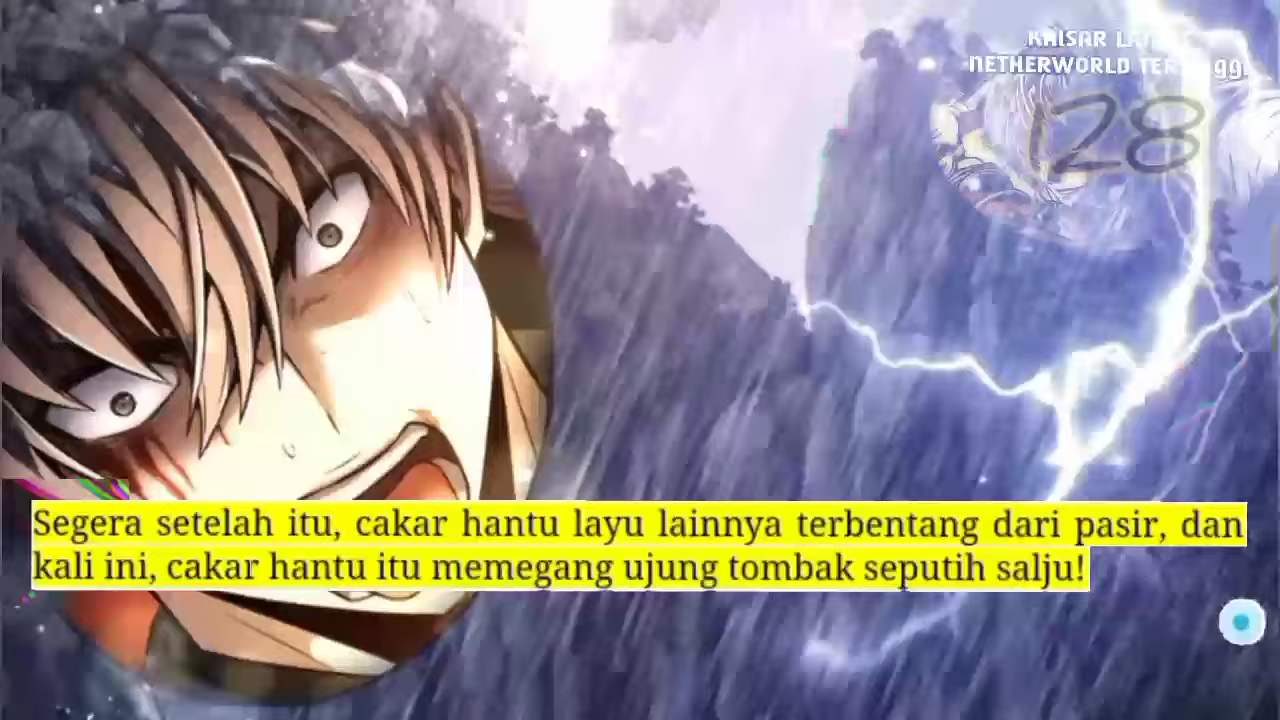 KAISAR
NETHERWORLD
128
Segera setelah itu, cakar hantu layu lainnya terbentang dari pasir, dan
kali ini, cakar hantu itu memegang ujung tombak seputih salju!